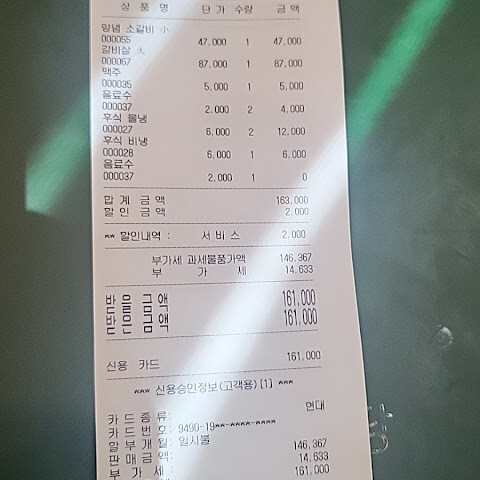 상 품 명 단 가 수량 금 액
양념 소갈비 小
000055 47,000 1 47,000
갈비살 大
000067 87,000 1 87,000
맥주
000035 5,000 1 5,000
음료수
000037 2,000 2 4,000
후식 물냉
000027 6,000 2 12,000
후식 비냉
000028 6,000 1 6,000
음료수
000037 2,000 1 0
합 계 금 액 163,000
할 인 금 액 2,000
** 할인내역 : 서 비 스 2,000
부가세 과세물품가액 146,367
부 가 세 14,633
받 을 금 액 161,000
받 은 금 액 161,000
신용 카드 161,000
*** 신용승인정보(고객용) [1] ***
카 드 종 류: 현대
카 드 번 호: 9490-19**-****-****
할 부 개 월: 일시불
판 매 금 액: 146,367
부 가 세: 14,633
161,000